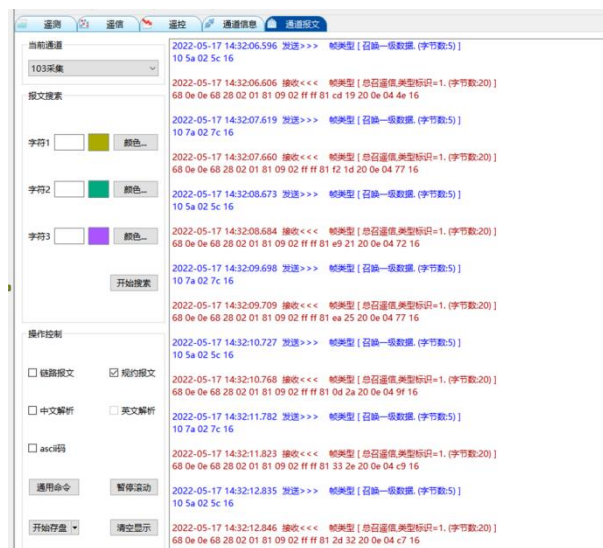 遥测 遥信 遥控 通道信息 通道报文
当前通道
103采集
报文搜索
字符1 颜色...
字符2 颜色...
字符3 颜色...
开始搜索
操作控制
链路报文 规约报文
中文解析 英文解析
ascii码
通用命令 暂停滚动
开始存盘 清空显示
2022-05-17 14:32:06.596 发送>>> 帧类型 [ 召唤一级数据. (字节数:5) ]
10 5a 02 5c 16
2022-05-17 14:32:06.606 接收<<< 帧类型 [ 总召遥信,类型标识=1. (字节数:20) ]
68 0e 0e 68 28 02 01 81 09 02 ff ff 81 cd 19 20 0e 04 4e 16
2022-05-17 14:32:07.619 发送>>> 帧类型 [ 召唤一级数据. (字节数:5) ]
10 7a 02 7c 16
2022-05-17 14:32:07.660 接收<<< 帧类型 [ 总召遥信,类型标识=1. (字节数:20) ]
68 0e 0e 68 28 02 01 81 09 02 ff ff 81 f2 1d 20 0e 04 77 16
2022-05-17 14:32:08.673 发送>>> 帧类型 [ 召唤一级数据. (字节数:5) ]
10 5a 02 5c 16
2022-05-17 14:32:08.684 接收<<< 帧类型 [ 总召遥信,类型标识=1. (字节数:20) ]
68 0e 0e 68 28 02 01 81 09 02 ff ff 81 e9 21 20 0e 04 72 16
2022-05-17 14:32:09.698 发送>>> 帧类型 [ 召唤一级数据. (字节数:5) ]
10 7a 02 7c 16
2022-05-17 14:32:09.709 接收<<< 帧类型 [ 总召遥信,类型标识=1. (字节数:20) ]
68 0e 0e 68 28 02 01 81 09 02 ff ff 81 ea 25 20 0e 04 77 16
2022-05-17 14:32:10.727 发送>>> 帧类型 [ 召唤一级数据. (字节数:5) ]
10 5a 02 5c 16
2022-05-17 14:32:10.768 接收<<< 帧类型 [ 总召遥信,类型标识=1. (字节数:20) ]
68 0e 0e 68 28 02 01 81 09 02 ff ff 81 0d 2a 20 0e 04 9f 16
2022-05-17 14:32:11.782 发送>>> 帧类型 [ 召唤一级数据. (字节数:5) ]
10 7a 02 7c 16
2022-05-17 14:32:11.823 接收<<< 帧类型 [ 总召遥信,类型标识=1. (字节数:20) ]
68 0e 0e 68 28 02 01 81 09 02 ff ff 81 33 2e 20 0e 04 c9 16
2022-05-17 14:32:12.835 发送>>> 帧类型 [ 召唤一级数据. (字节数:5) ]
10 5a 02 5c 16
2022-05-17 14:32:12.846 接收<<< 帧类型 [ 总召遥信,类型标识=1. (字节数:20) ]
68 0e 0e 68 28 02 01 81 09 02 ff ff 81 2d 32 20 0e 04 c7 16